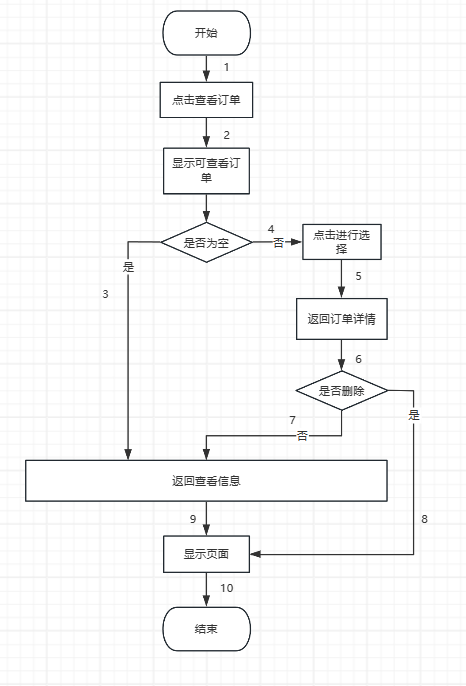 开始
1
点击查看订单
2
显示可查看订
单
是否为空
4
否
点击进行选
择
是
3
5
返回订单详情
6
是否删除
7
否
是
返回查看信息
9
8
显示页面
10
结束